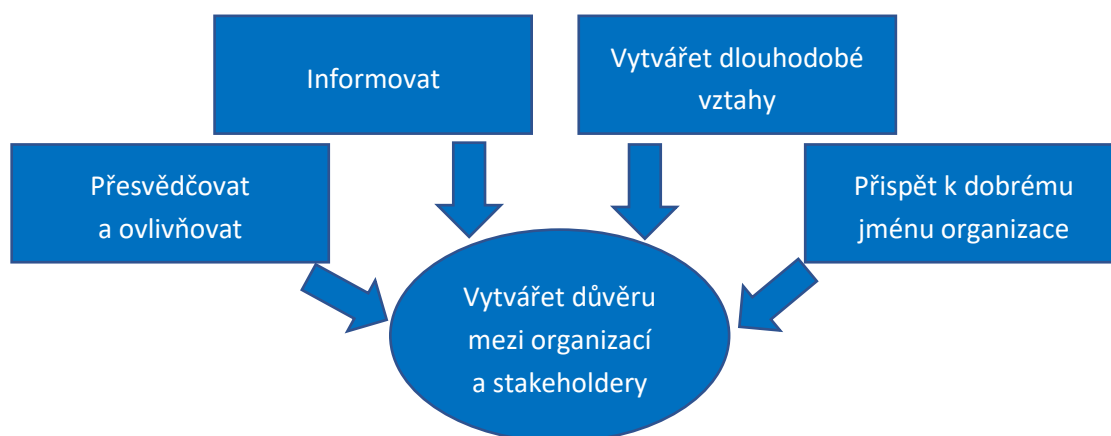 Informovat
Vytvářet dlouhodobé
vztahy
Přesvědčovat
a ovlivňovat
Přispět k dobrému
jménu organizace
Vytvářet důvěru
mezi organizací
a stakeholdery